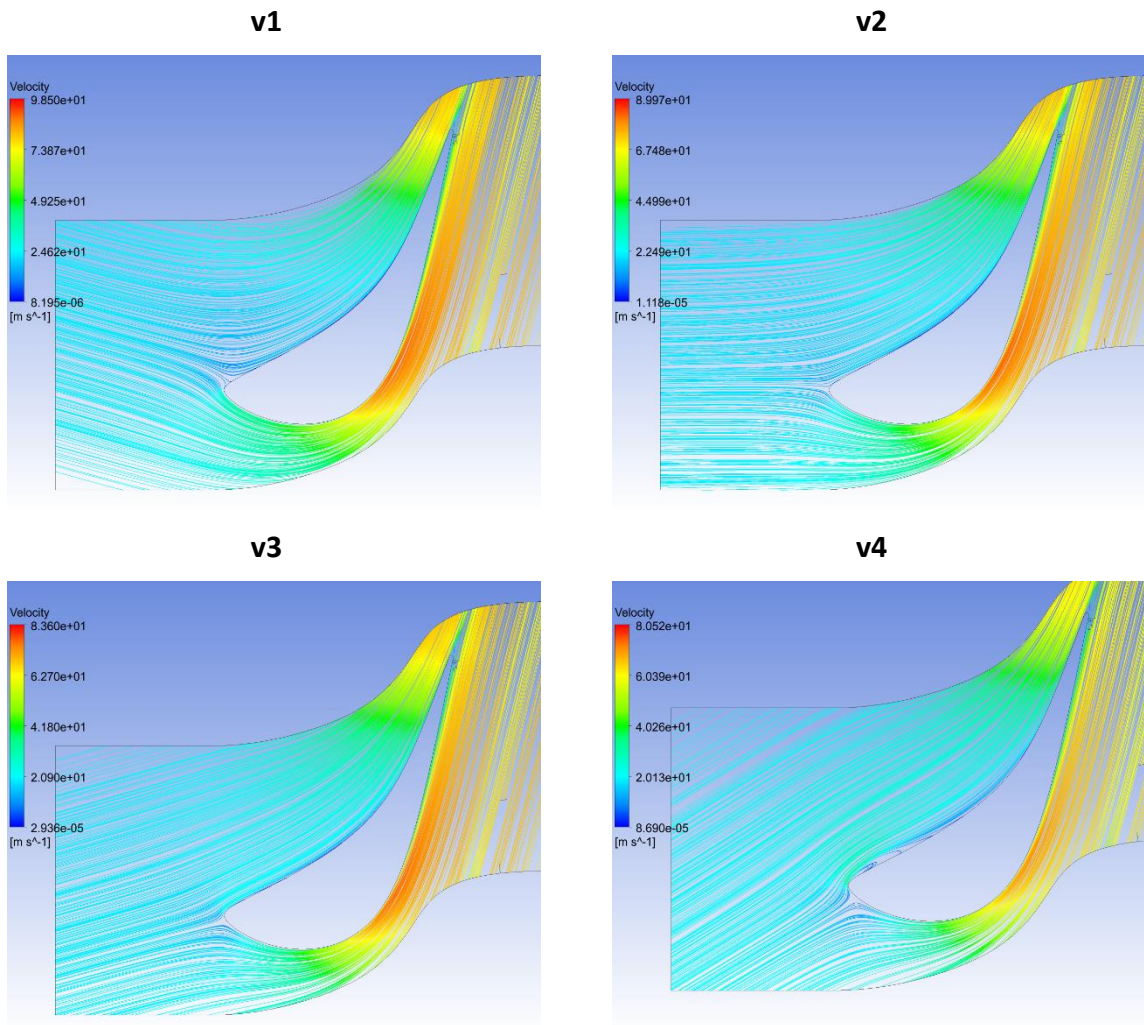 v1
v2
Velocity
9.850e+01
7.387e+01
4.925e+01
2.462e+01
8.195e-06
[m s^-1]
Velocity
8.997e+01
6.748e+01
4.499e+01
2.249e+01
1.118e-05
[m s^-1]
v3
v4
Velocity
8.360e+01
6.270e+01
4.180e+01
2.090e+01
2.936e-05
[m s^-1]
Velocity
8.052e+01
6.039e+01
4.026e+01
2.013e+01
8.690e-05
[m s^-1]